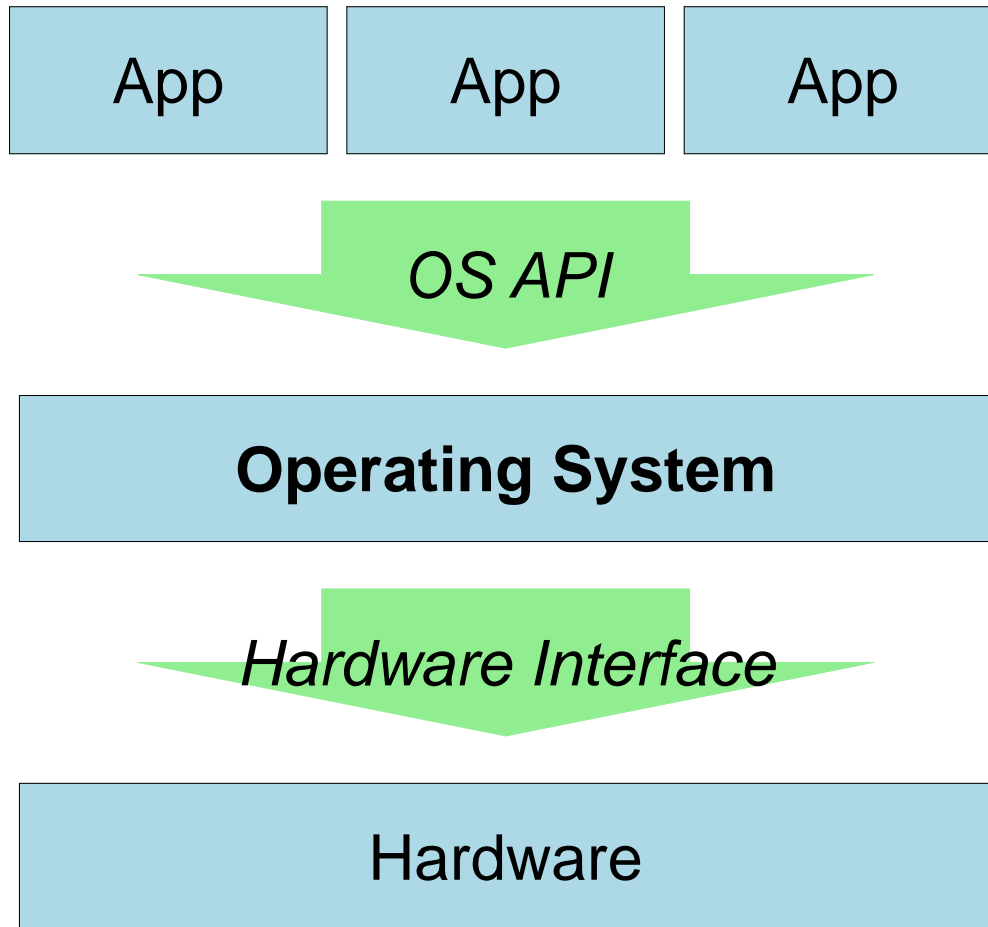 App App App
OS API
Operating System
Hardware Interface
Hardware